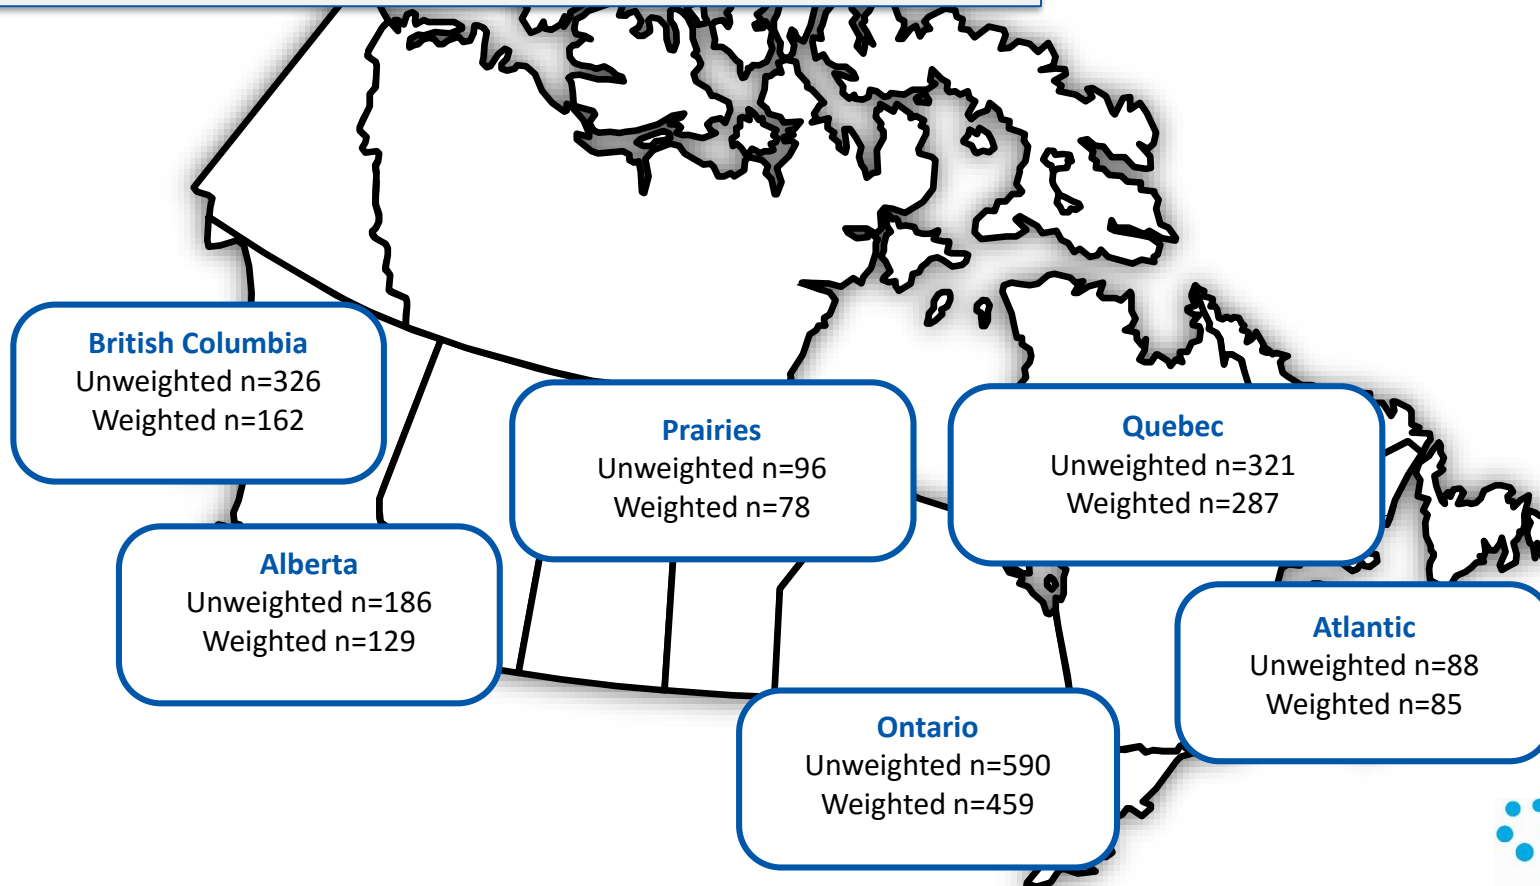 British Columbia
Unweighted n=326
Weighted n=162
Prairies
Unweighted n=96
Weighted n=78
Quebec
Unweighted n=321
Weighted n=287
Alberta
Unweighted n=186
Weighted n=129
Atlantic
Unweighted n=88
Weighted n=85
Ontario
Unweighted n=590
Weighted n=459